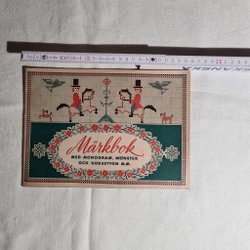 Märkbok
MED MONOGRAM, MÖNSTER
OCH KORSSTYGN M.M.